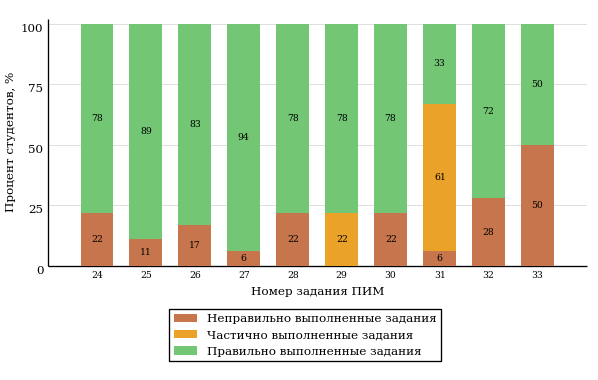 100
75
50
25
0
Процент студентов, %
78 89 83 94 78 78 78 33 72 50
61
22 11 17 6 22 22 22 6 28 50
24 25 26 27 28 29 30 31 32 33
Номер задания ПИМ
Неправильно выполненные задания
Частично выполненные задания
Правильно выполненные задания